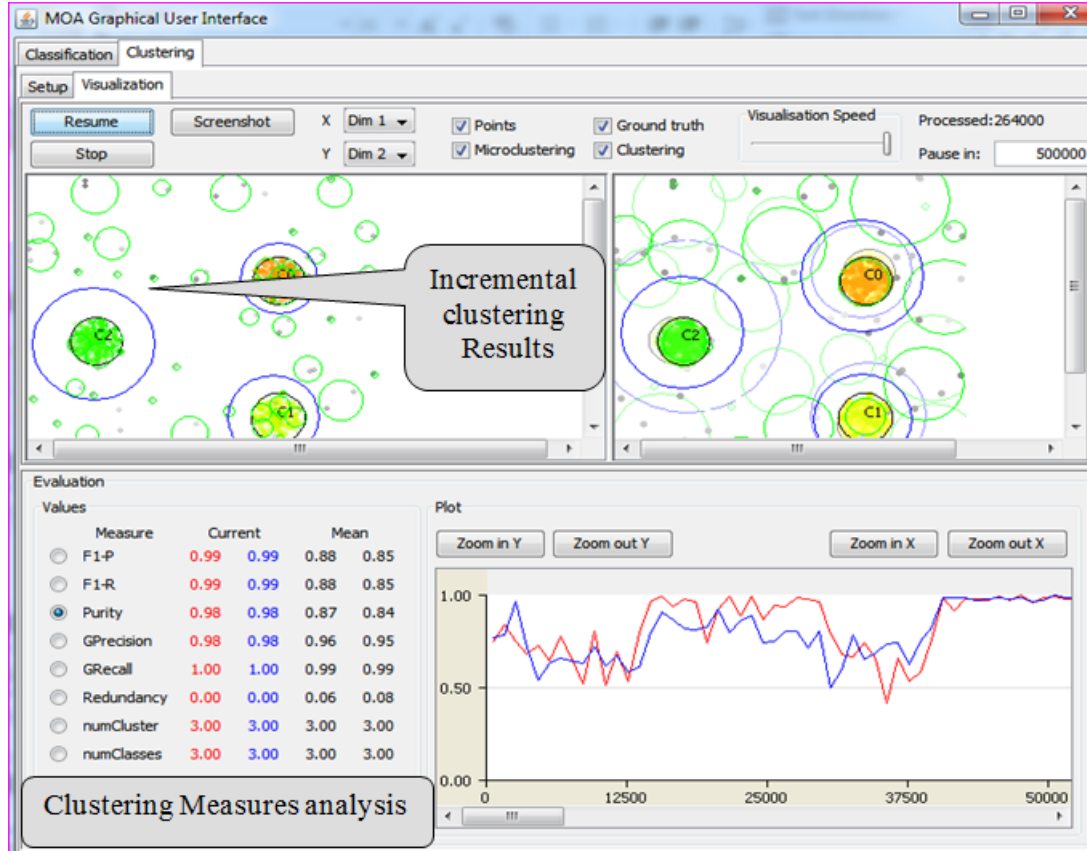 MOA Graphical User Interface
Classification Clustering
Setup Visualization
Resume Screenshot X Dim 1 Points Ground truth Visualisation Speed Processed:264000
Stop Y Dim 2 Microclustering Clustering Pause in: 500000
C2
C1
Incremental
clustering
Results
C0
C2
C1
Evaluation
Values
Measure Current Mean
F1-P 0.99 0.99 0.88 0.85
F1-R 0.99 0.99 0.88 0.85
Purity 0.98 0.98 0.87 0.84
GPrecision 0.98 0.98 0.96 0.95
GRecall 1.00 1.00 0.99 0.99
Redundancy 0.00 0.00 0.06 0.08
numCluster 3.00 3.00 3.00 3.00
numClasses 3.00 3.00 3.00 3.00
Clustering Measures analysis
Plot
Zoom in Y Zoom out Y Zoom in X Zoom out X
1.00
0.50
0.00
0 12500 25000 37500 50000